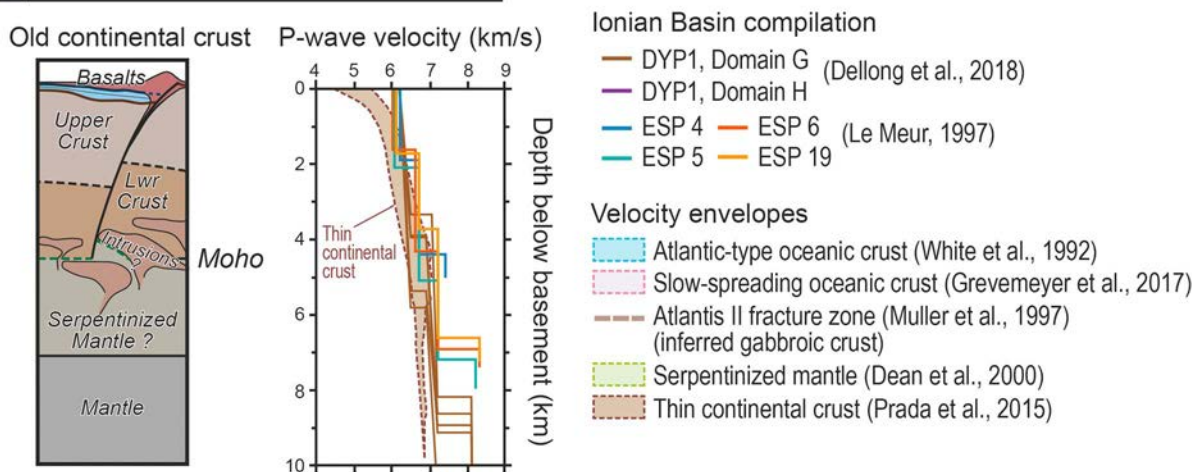 Old continental crust
Basalts
Upper
Crust
Lwr
Crust
Intrusions
?
Moho
Serpentinized
Mantle ?
Mantle
P-wave velocity (km/s)
4 5 6 7 8 9
0
2
4
6
8
10
Thin
continental
crust
Depth below basement (km)
Ionian Basin compilation
DYP1, Domain G
DYP1, Domain H
(Dellong et al., 2018)
ESP 4 ESP 6
ESP 5 ESP 19
(Le Meur, 1997)
Velocity envelopes
Atlantic-type oceanic crust (White et al., 1992)
Slow-spreading oceanic crust (Grevemeyer et al., 2017)
Atlantis II fracture zone (Muller et al., 1997)
(inferred gabbroic crust)
Serpentinized mantle (Dean et al., 2000)
Thin continental crust (Prada et al., 2015)